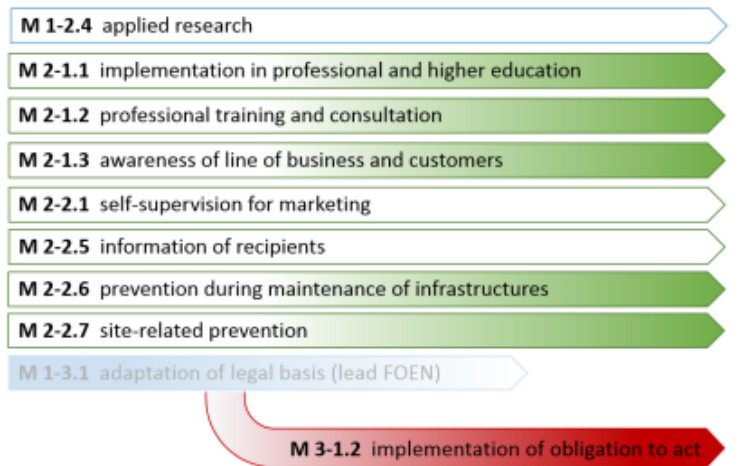 M 1-2.4 applied research
M 2-1.1 implementation in professional and higher education
M 2-1.2 professional training and consultation
M 2-1.3 awareness of line of business and customers
M 2-2.1 self-supervision for marketing
M 2-2.5 information of recipients
M 2-2.6 prevention during maintenance of infrastructures
M 2-2.7 site-related prevention
M 1-3.1 adaptation of legal basis (lead FOEN)
M 3-1.2 implementation of obligation to act